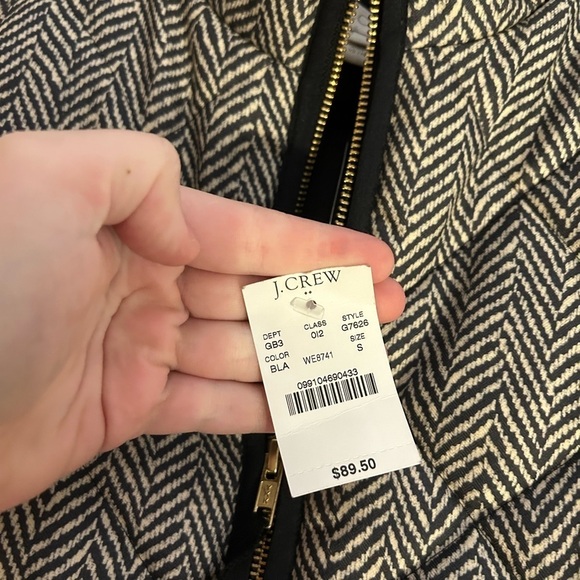 J.CREW
DEPT CLASS STYLE
GB3 012 G7626
COLOR WE8741 SIZE
BLA S
099104690433
$89.50